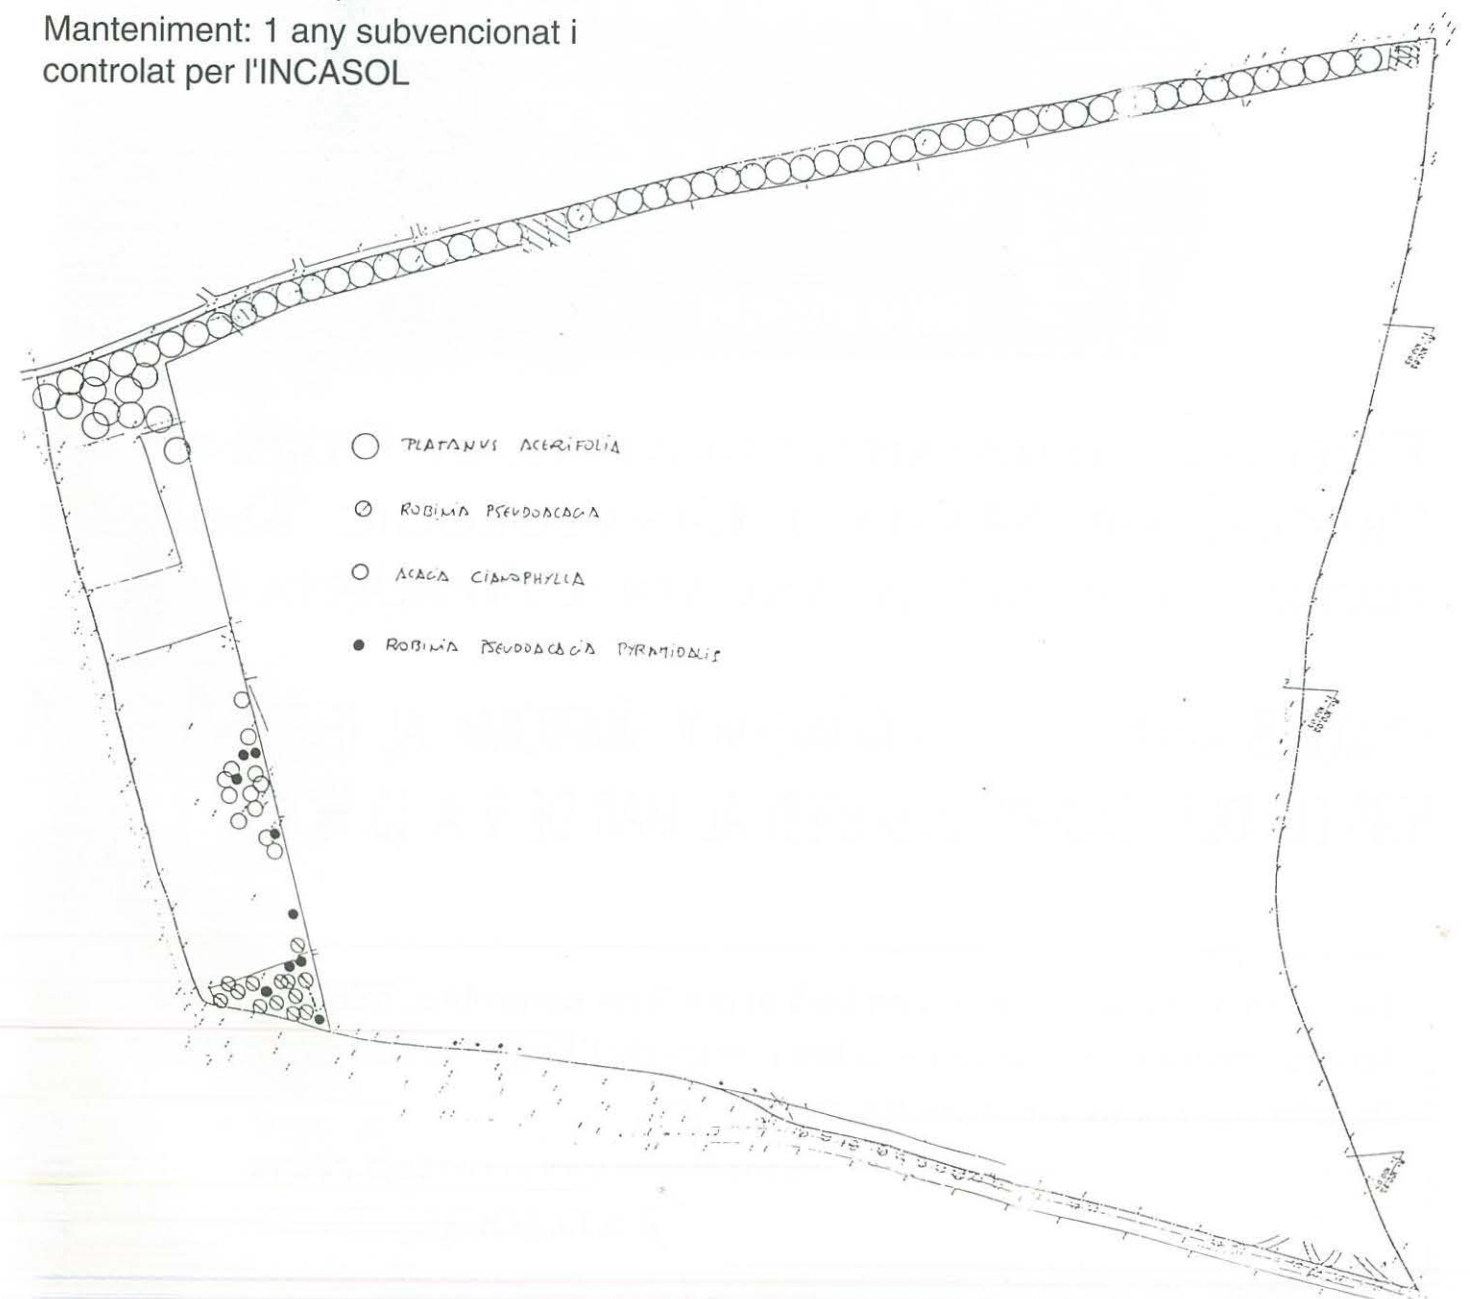 Manteniment: 1 any subvencionat i
controlat per l'INCASOL
PLATANUS ACERIFOLIA
ROBINIA PSEUDOACACIA
ACACIA CIANOPHYLLA
ROBINIA PSEUDOACACIA PYRAMIDALIS